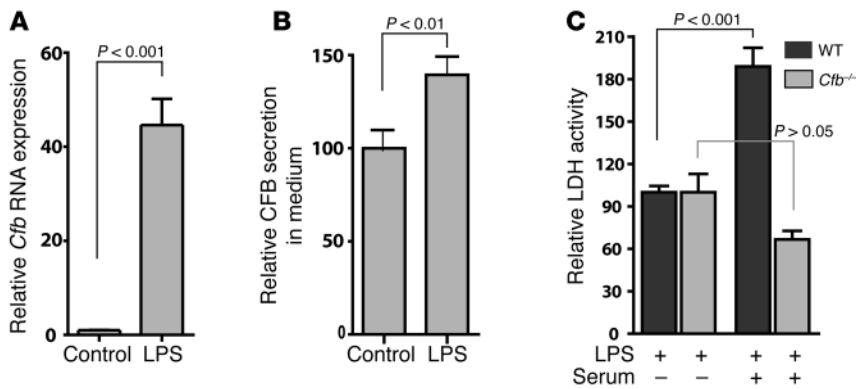 A
Relative Cfb RNA expression
60
40
20
0
P < 0.001
Control LPS
B
Relative CFB secretion
in medium
150
100
50
0
P < 0.01
Control LPS
C
Relative LDH activity
210
180
150
120
90
60
30
0
P < 0.001
WT
Cfb–/–
P > 0.05
LPS + + + +
Serum – – + +